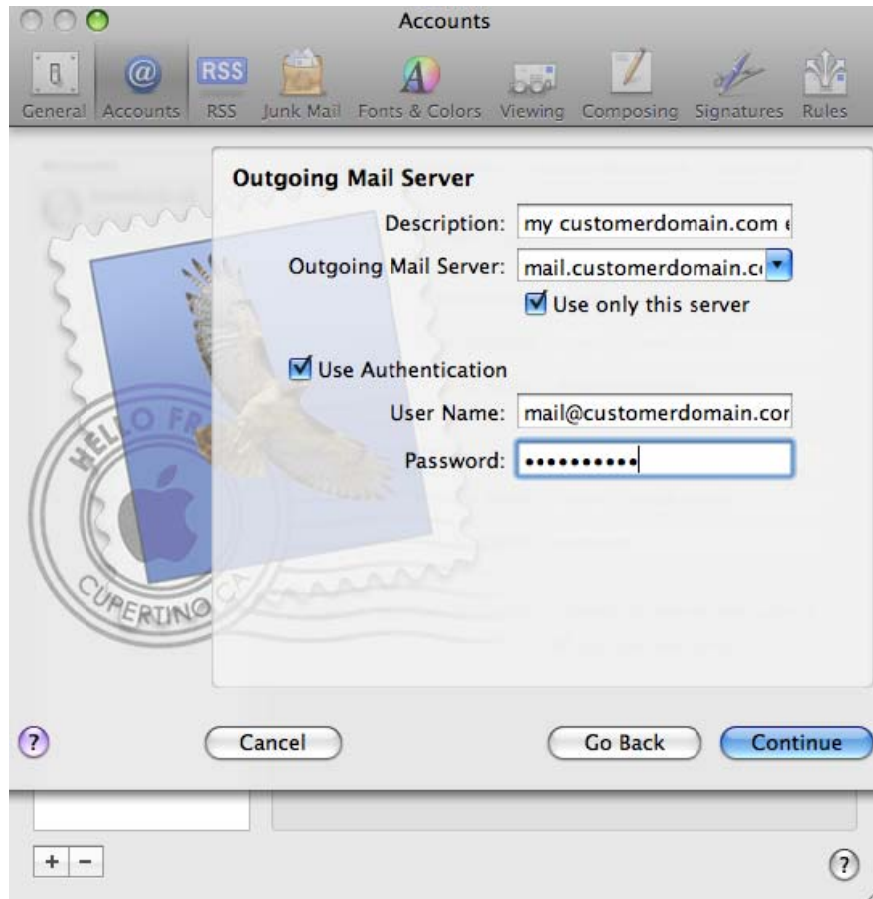 Accounts
General Accounts RSS Junk Mail Fonts & Colors Viewing Composing Signatures Rules
RSS
Outgoing Mail Server
Description: my customerdomain.com e
Outgoing Mail Server: mail.customerdomain.c
Use only this server
Use Authentication
User Name: mail@customerdomain.cor
Password: ••••••••••
HELLO FR
CUPERTINO CA
? Cancel Go Back Continue
+ − ?